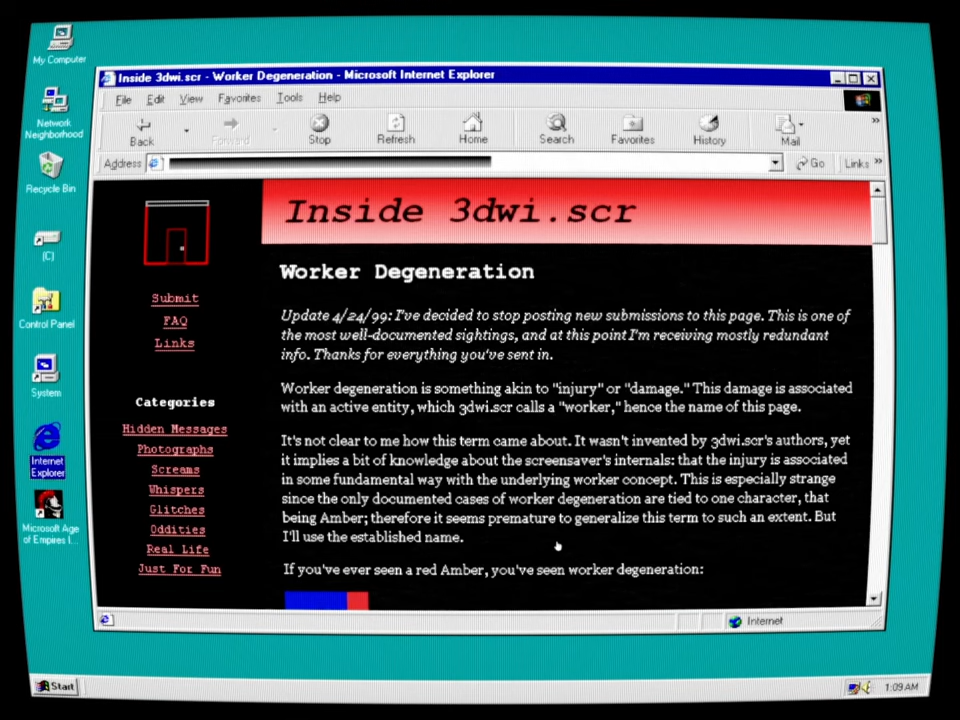 My Computer
Network
Neighborhood
Recycle Bin
(C)
Control Panel
System
Internet
Explorer
Microsoft Age
of Empires I...
Inside 3dwi.scr - Worker Degeneration - Microsoft Internet Explorer
File Edit View Favorites Tools Help
Back Forward Stop Refresh Home Search Favorites History Mail »
Address Go Links »
Submit
FAQ
Links
Categories
Hidden Messages
Photographs
Screams
Whispers
Glitches
Oddities
Real Life
Just For Fun
Inside 3dwi.scr
Worker Degeneration
Update 4/24/99: I've decided to stop posting new submissions to this page. This is one of
the most well-documented sightings, and at this point I'm receiving mostly redundant
info. Thanks for everything you've sent in.
Worker degeneration is something akin to "injury" or "damage." This damage is associated
with an active entity, which 3dwi.scr calls a "worker," hence the name of this page.
It's not clear to me how this term came about. It wasn't invented by 3dwi.scr's authors, yet
it implies a bit of knowledge about the screensaver's internals: that the injury is associated
in some fundamental way with the underlying worker concept. This is especially strange
since the only documented cases of worker degeneration are tied to one character, that
being Amber; therefore it seems premature to generalize this term to such an extent. But
I'll use the established name.
If you've ever seen a red Amber, you've seen worker degeneration:
Internet
Start
1:09 AM